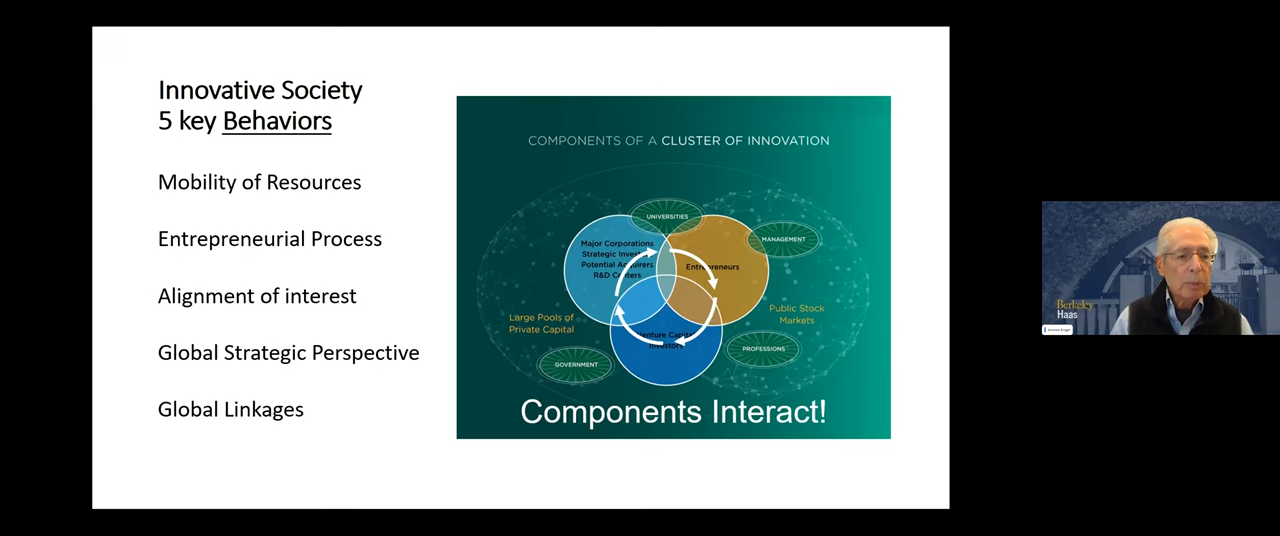 Innovative Society
5 key Behaviors
Mobility of Resources
Entrepreneurial Process
Alignment of interest
Global Strategic Perspective
Global Linkages
COMPONENTS OF A CLUSTER OF INNOVATION
UNIVERSITIES
MANAGEMENT
Major Corporations
Strategic
Potential Acquirers
R&D Centers
Entrepreneurs
Large Pools of
Private Capital
Public Stock
Markets
Venture Capital
Investors
PROFESSIONS
GOVERNMENT
Components Interact!
Berkeley
Haas
Jerome Engel